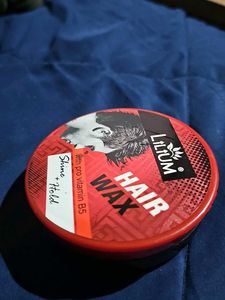 LILIUM
HAIR
WAX
With pro vitamin B5
Shine + Hold